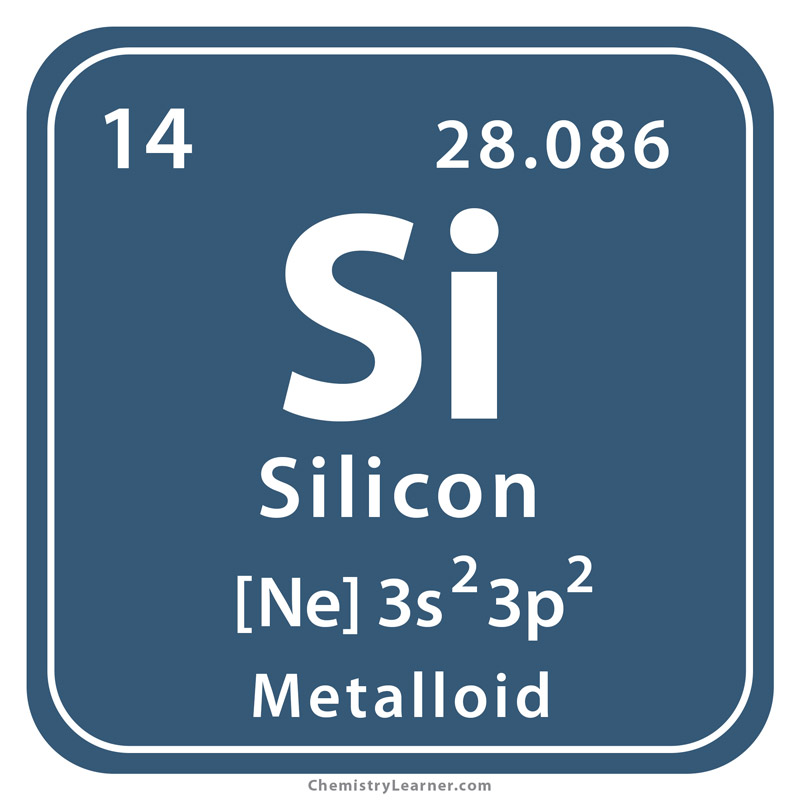 14 28.086
Si
Silicon
[Ne] 3s² 3p²
Metalloid
ChemistryLearner.com